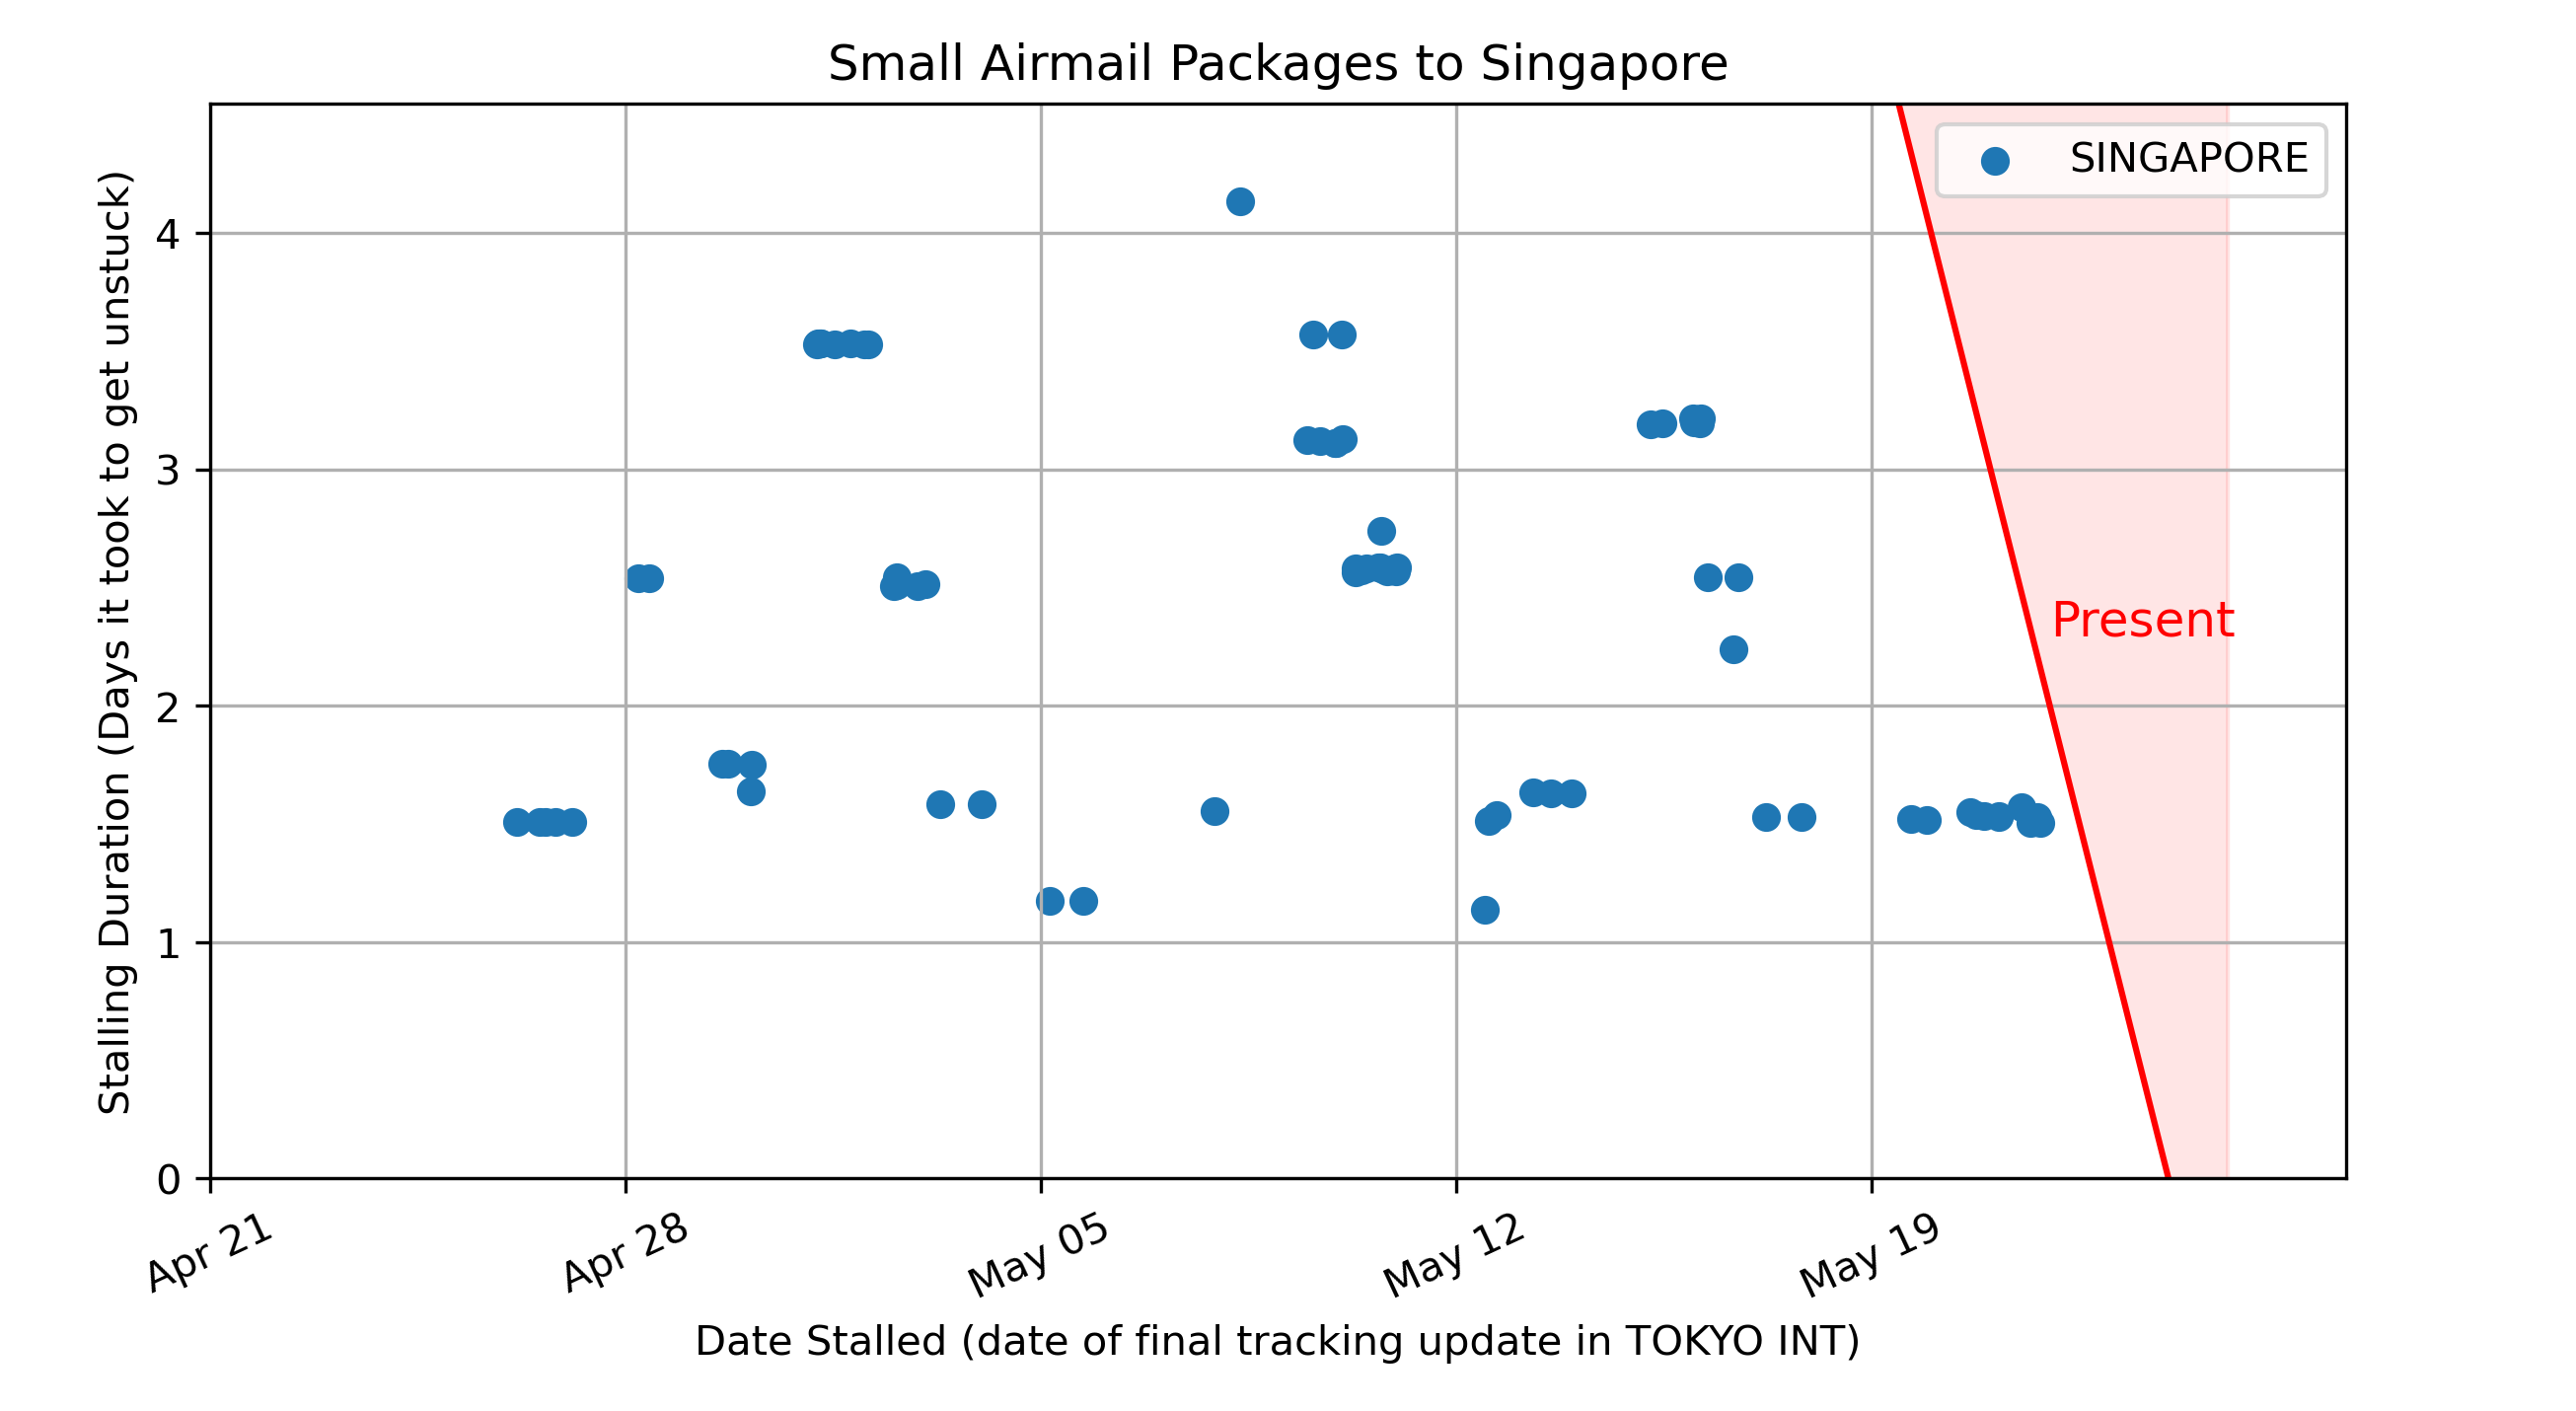 Small Airmail Packages to Singapore
SINGAPORE
Stalling Duration (Days it took to get unstuck)
4
3
2
1
0
Present
Apr 21
Apr 28
May 05
May 12
May 19
Date Stalled (date of final tracking update in TOKYO INT)